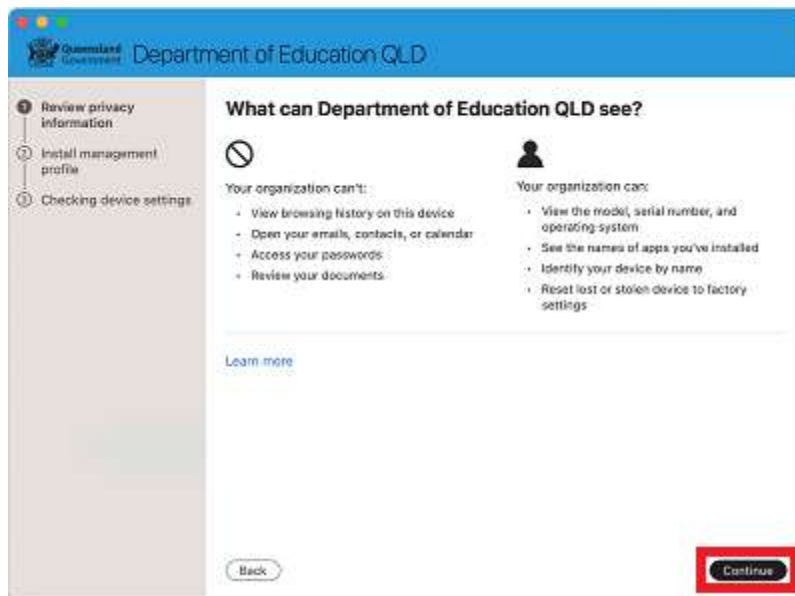 Queensland
Government
Department of Education QLD
1 Review privacy
information
2 Install management
profile
3 Checking device settings
What can Department of Education QLD see?
Your organization can't:
• View browsing history on this device
• Open your emails, contacts, or calendar
• Access your passwords
• Review your documents
Your organization can:
• View the model, serial number, and
operating system
• See the names of apps you've installed
• Identify your device by name
• Reset lost or stolen device to factory
settings
Learn more
Back
Continue